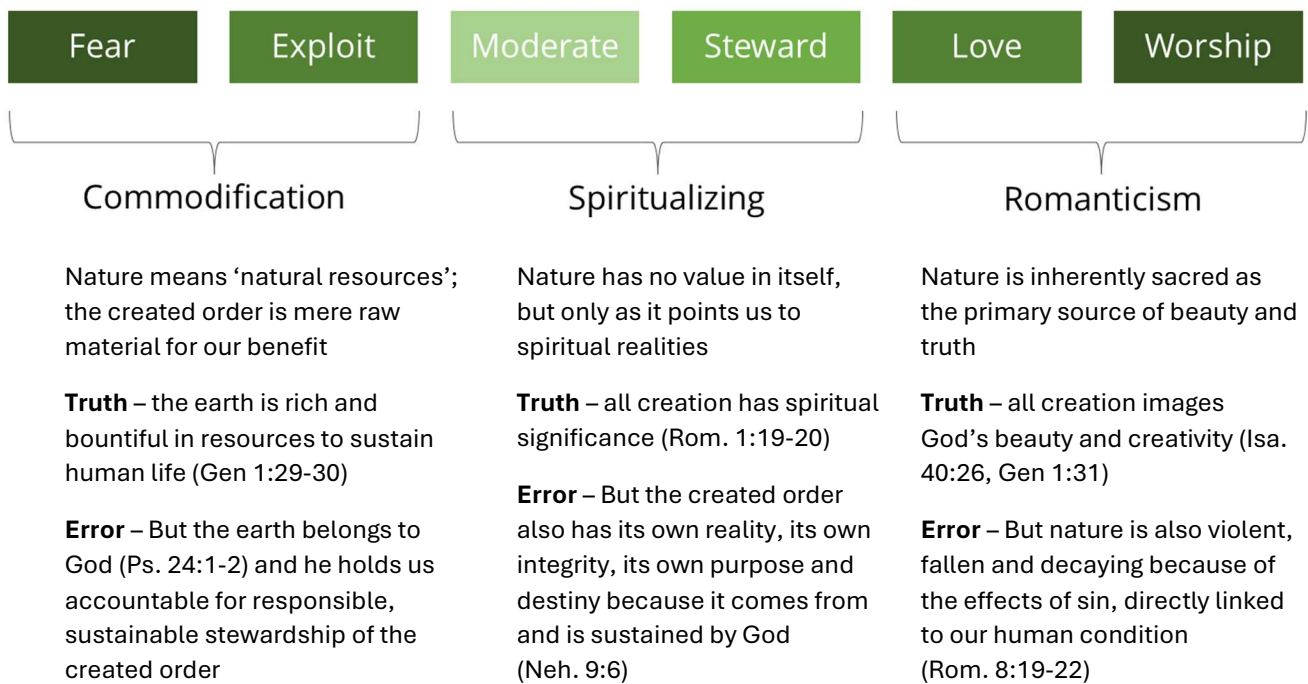 Fear
Exploit
Moderate
Steward
Love
Worship
Commodification
Spiritualizing
Romanticism
Nature means ‘natural resources’;
the created order is mere raw
material for our benefit
Truth – the earth is rich and
bountiful in resources to sustain
human life (Gen 1:29-30)
Error – But the earth belongs to
God (Ps. 24:1-2) and he holds us
accountable for responsible,
sustainable stewardship of the
created order
Nature has no value in itself,
but only as it points us to
spiritual realities
Truth – all creation has spiritual
significance (Rom. 1:19-20)
Error – But the created order
also has its own reality, its own
integrity, its own purpose and
destiny because it comes from
and is sustained by God
(Neh. 9:6)
Nature is inherently sacred as
the primary source of beauty and
truth
Truth – all creation images
God’s beauty and creativity (Isa.
40:26, Gen 1:31)
Error – But nature is also violent,
fallen and decaying because of
the effects of sin, directly linked
to our human condition
(Rom. 8:19-22)